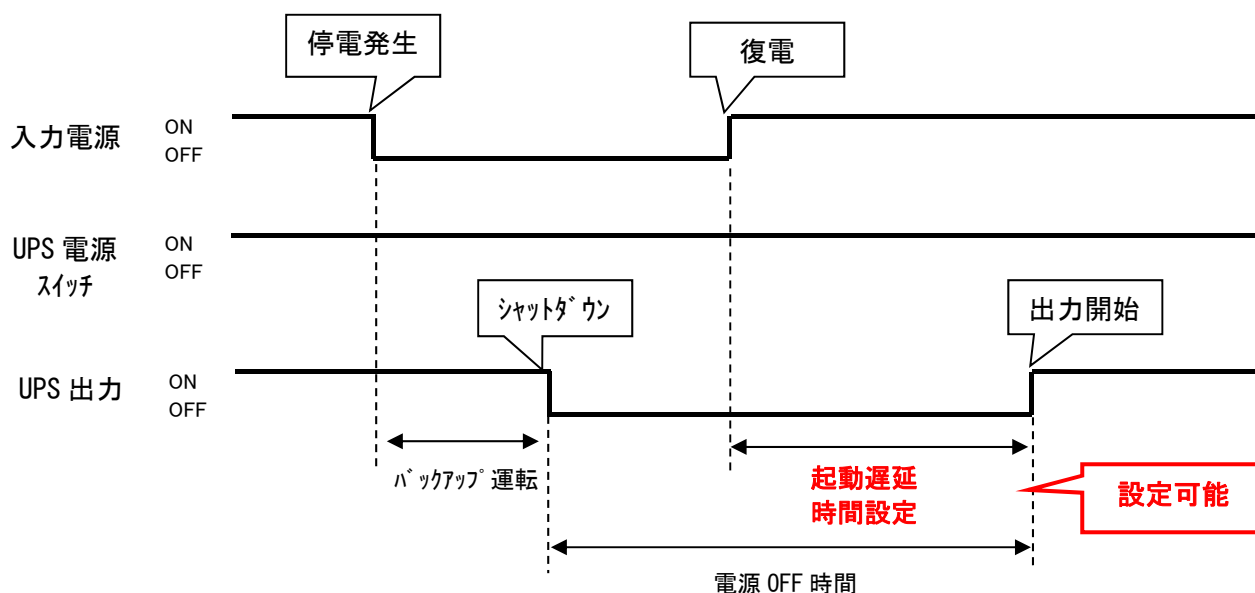 停電発生
復電
入力電源
ON
OFF
UPS 電源
スイッチ
ON
OFF
シャットダウン
出力開始
UPS 出力
ON
OFF
バックアップ運転
起動遅延
時間設定
設定可能
電源 OFF 時間